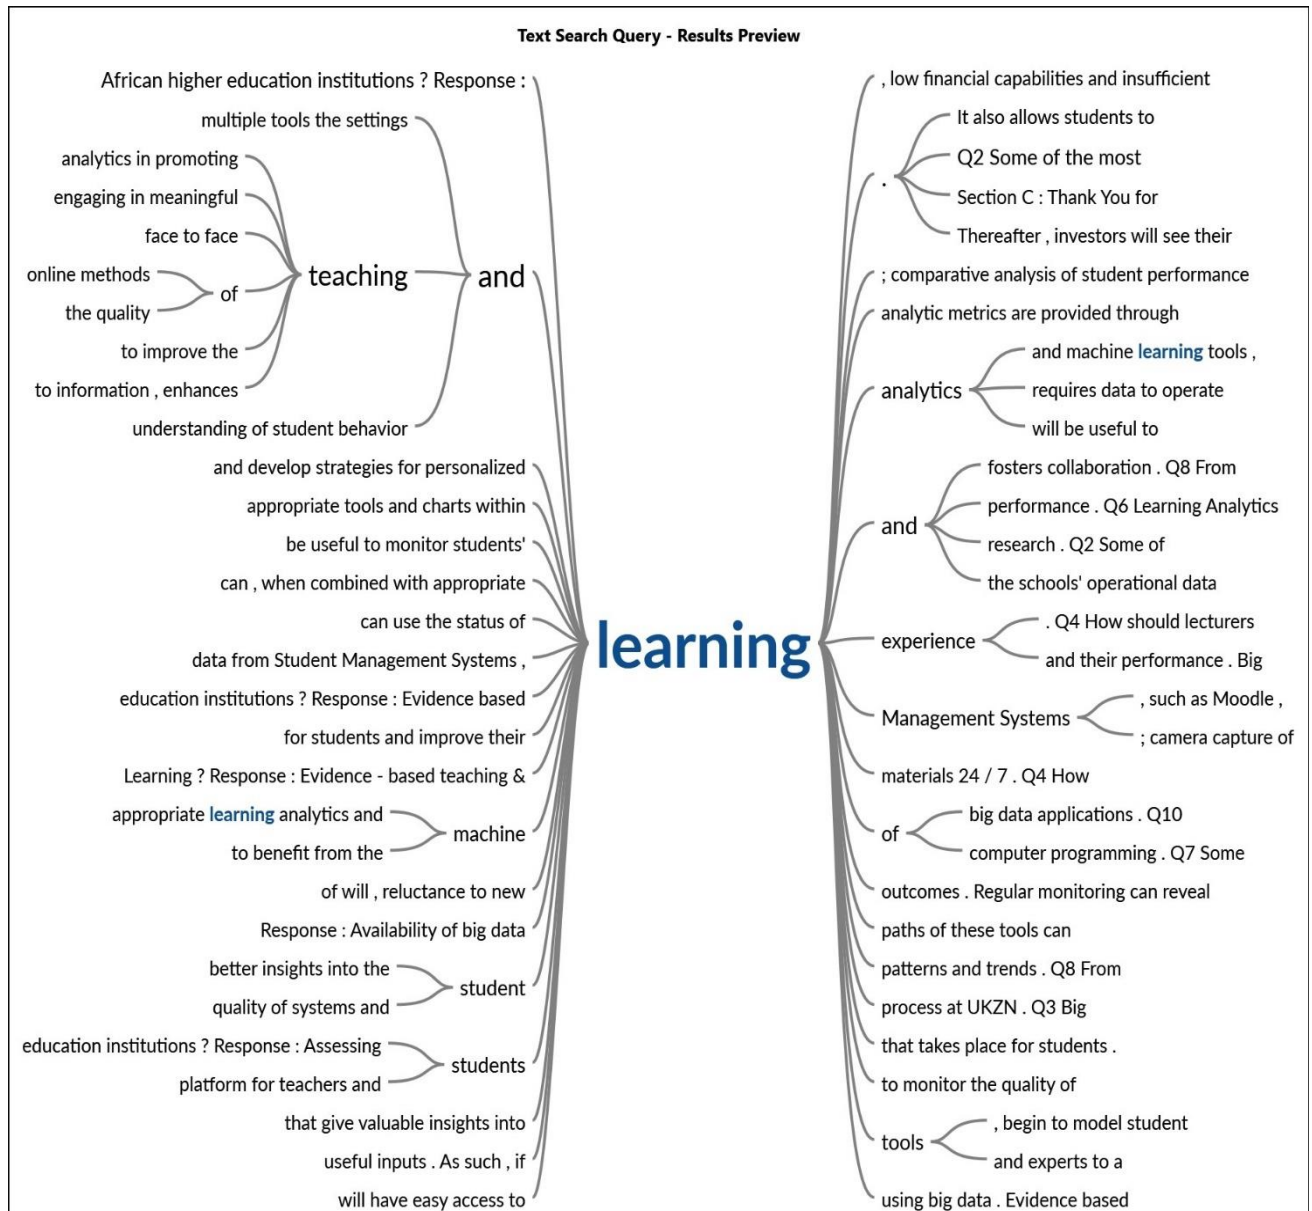 Text Search Query - Results Preview
African higher education institutions ? Response :
multiple tools the settings
analytics in promoting
engaging in meaningful
face to face
online methods
of
the quality
to improve the
to information , enhances
teaching
and
understanding of student behavior
and develop strategies for personalized
appropriate tools and charts within
be useful to monitor students'
can , when combined with appropriate
can use the status of
data from Student Management Systems ,
education institutions ? Response : Evidence based
for students and improve their
Learning ? Response : Evidence - based teaching &
appropriate learning analytics and
to benefit from the
machine
of will , reluctance to new
Response : Availability of big data
better insights into the
quality of systems and
student
education institutions ? Response : Assessing
platform for teachers and
students
that give valuable insights into
useful inputs . As such , if
will have easy access to
learning
, low financial capabilities and insufficient
.
It also allows students to
Q2 Some of the most
Section C : Thank You for
Thereafter , investors will see their
; comparative analysis of student performance
analytic metrics are provided through
analytics
and machine learning tools ,
requires data to operate
will be useful to
and
fosters collaboration . Q8 From
performance . Q6 Learning Analytics
research . Q2 Some of
the schools' operational data
experience
. Q4 How should lecturers
and their performance . Big
Management Systems
, such as Moodle ,
; camera capture of
materials 24 / 7 . Q4 How
of
big data applications . Q10
computer programming . Q7 Some
outcomes . Regular monitoring can reveal
paths of these tools can
patterns and trends . Q8 From
process at UKZN . Q3 Big
that takes place for students .
to monitor the quality of
tools
, begin to model student
and experts to a
using big data . Evidence based